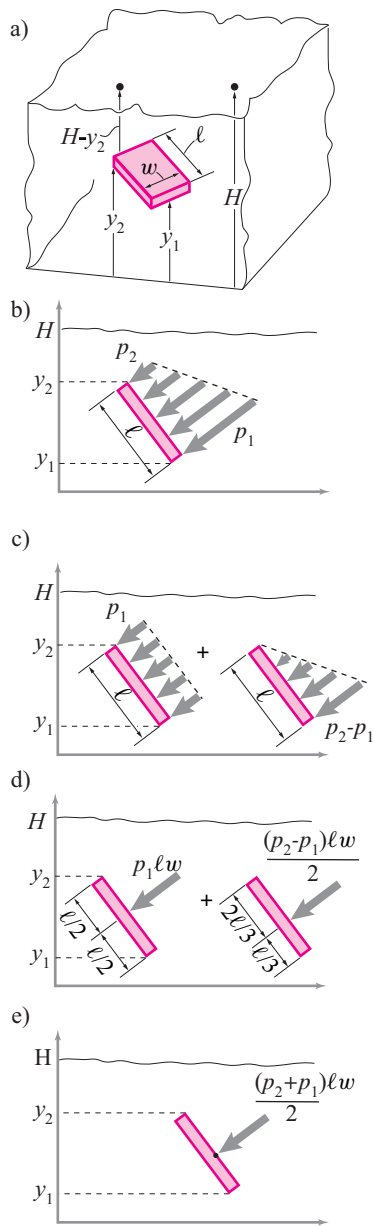 a)
H-y₂
ℓ
w
H
y₂
y₁
b)
H
p₂
y₂
ℓ
p₁
y₁
c)
H
p₁
y₂
+
ℓ
ℓ
y₁
p₂-p₁
d)
H
(p₂-p₁)ℓw
p₁ℓw
2
y₂
+
ℓ/2
2ℓ/3
ℓ/2
ℓ/3
y₁
e)
H
(p₂+p₁)ℓw
2
y₂
y₁